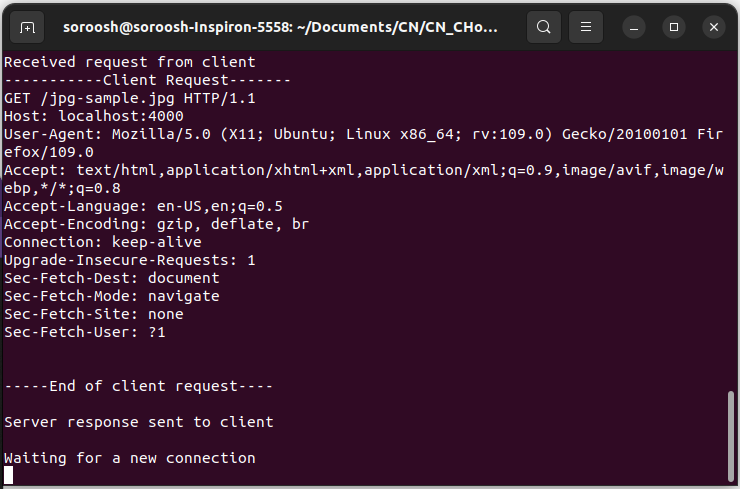 soroosh@soroosh-Inspiron-5558: ~/Documents/CN/CN_CHo...
Received request from client
-----------Client Request-------
GET /jpg-sample.jpg HTTP/1.1
Host: localhost:4000
User-Agent: Mozilla/5.0 (X11; Ubuntu; Linux x86_64; rv:109.0) Gecko/20100101 Fir
efox/109.0
Accept: text/html,application/xhtml+xml,application/xml;q=0.9,image/avif,image/w
ebp,*/*;q=0.8
Accept-Language: en-US,en;q=0.5
Accept-Encoding: gzip, deflate, br
Connection: keep-alive
Upgrade-Insecure-Requests: 1
Sec-Fetch-Dest: document
Sec-Fetch-Mode: navigate
Sec-Fetch-Site: none
Sec-Fetch-User: ?1
-----End of client request----
Server response sent to client
Waiting for a new connection